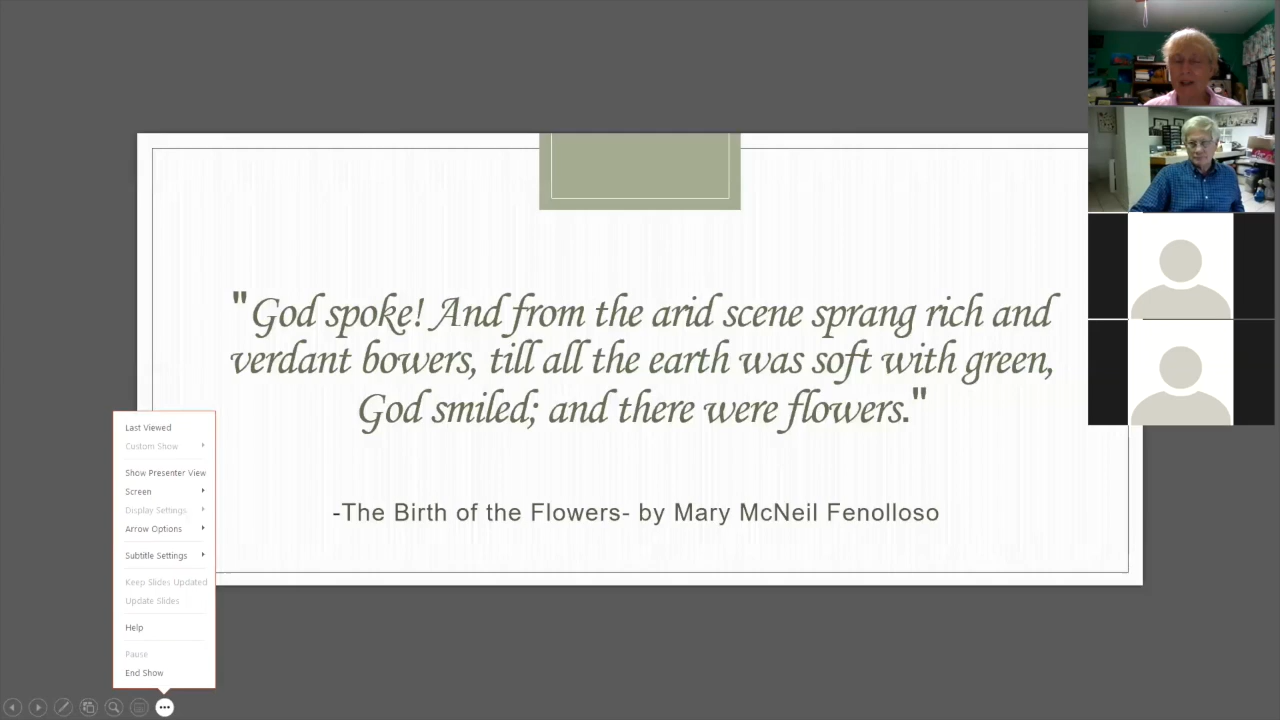 "God spoke! And from the arid scene sprang rich and
verdant bowers, till all the earth was soft with green,
God smiled; and there were flowers."
-The Birth of the Flowers- by Mary McNeil Fenolloso
Last Viewed
Custom Show
Show Presenter View
Screen
Display Settings
Arrow Options
Subtitle Settings
Keep Slides Updated
Update Slides
Help
Pause
End Show